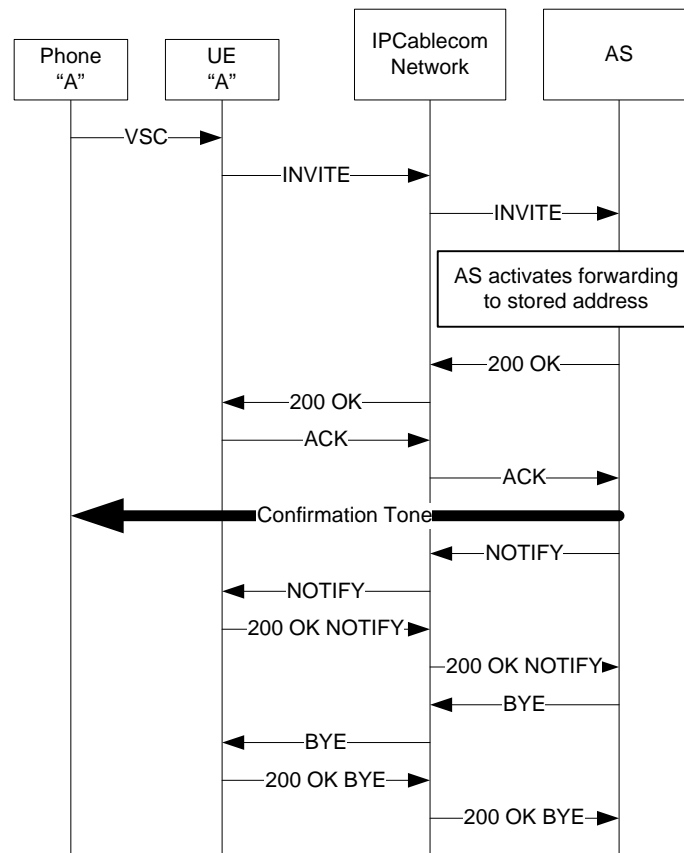 Phone
“A”
UE
“A”
IPCablecom
Network
AS
VSC
INVITE
INVITE
AS activates forwarding
to stored address
200 OK
200 OK
ACK
ACK
Confirmation Tone
NOTIFY
NOTIFY
200 OK NOTIFY
200 OK NOTIFY
BYE
BYE
200 OK BYE
200 OK BYE